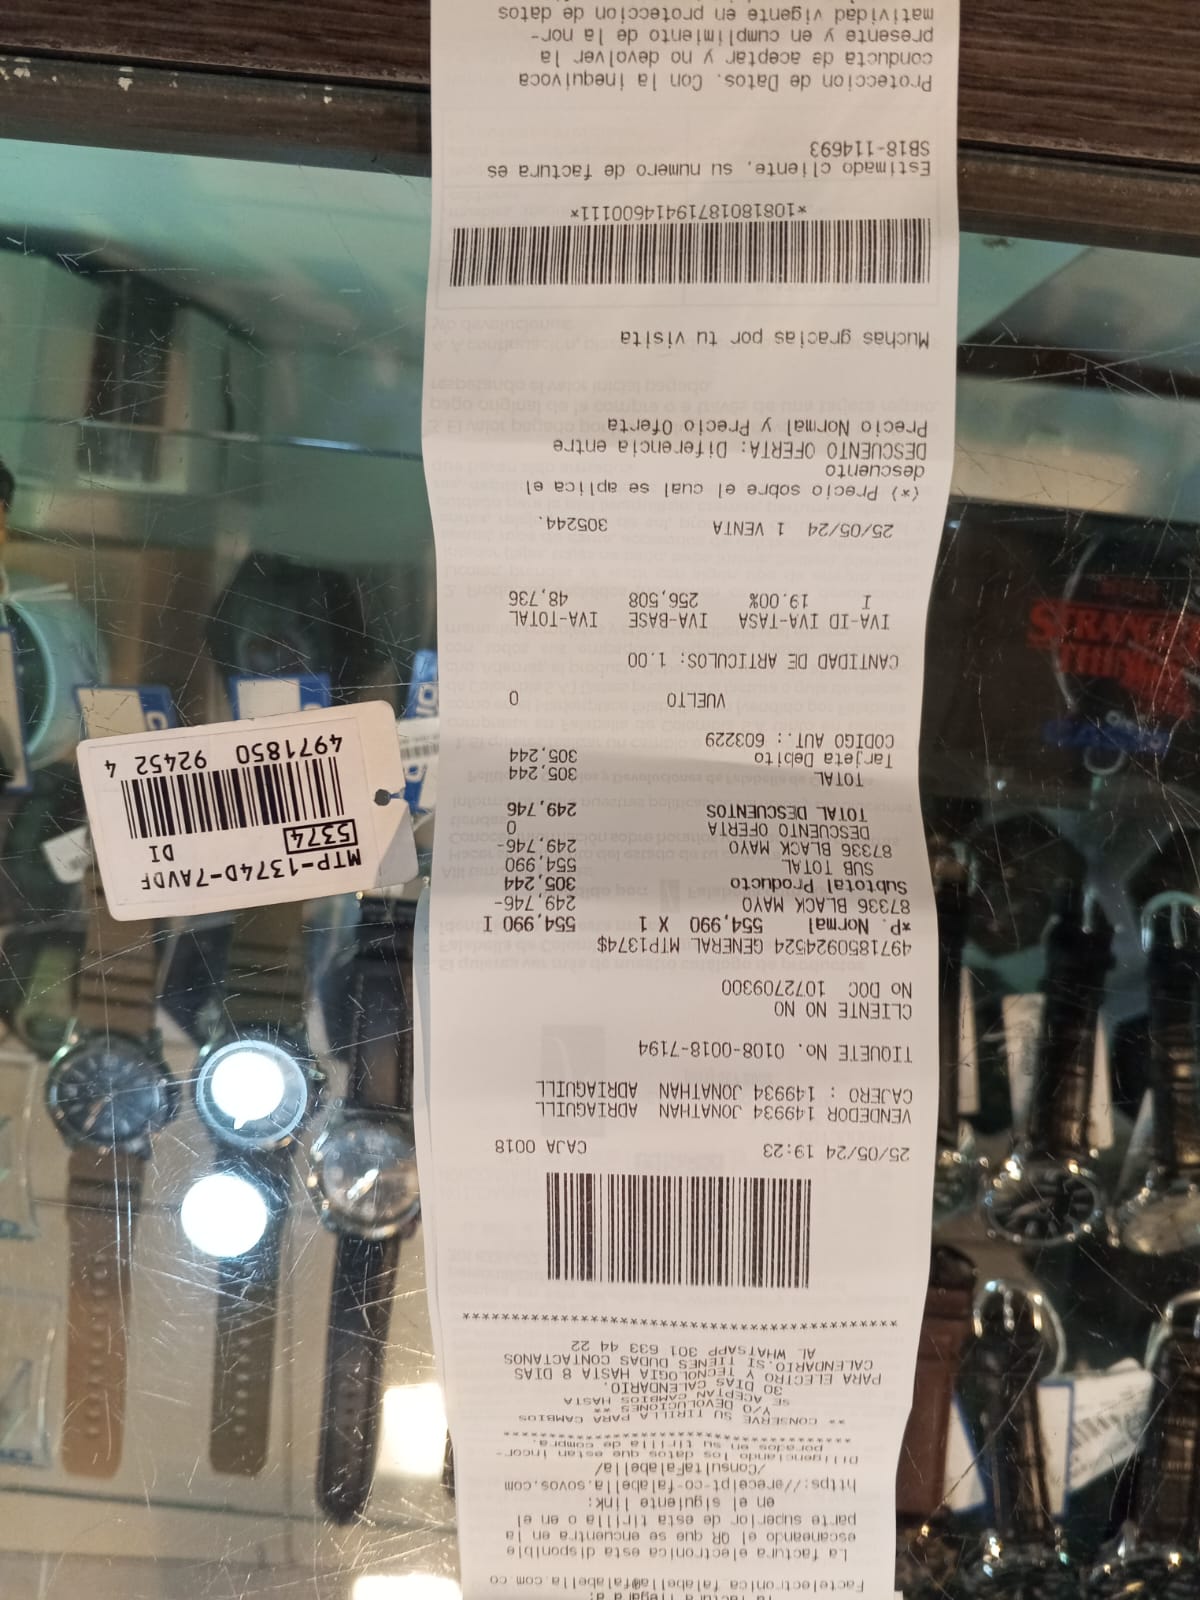 Factelectronica falabella@falabella.com.co
La factura electronica esta disponible
escaneando el QR que se encuentra en la
parte superior de esta tirilla o en el
en el siguiente link:
https://ereceipt-co-falabella.sovos.com
/ConsultaFalabella/
Diligenciando los datos que estan incor-
porados en su tirilla de compra.
** CONSERVE SU TIRILLA PARA CAMBIOS
Y/O DEVOLUCIONES **
SE ACEPTAN CAMBIOS HASTA
30 DIAS CALENDARIO.
PARA ELECTRO Y TECNOLOGIA HASTA 8 DIAS
CALENDARIO.SI TIENES DUDAS CONTACTANOS
AL WHATSAPP 301 633 44 22
25/05/24 19:23 CAJA 0018
VENDEDOR 149934 JONATHAN ADRIAGUILL
CAJERO : 149934 JONATHAN ADRIAGUILL
TIQUETE No. 0108-0018-7194
CLIENTE NO NO
No DOC 1072709300
4971850924524 GENERAL MTP1374$
*P. Normal 554,990 X 1 554,990 I
87336 BLACK MAYO 249,746-
Subtotal Producto 305,244
SUB TOTAL 554,990
87336 BLACK MAYO 249,746-
DESCUENTO OFERTA 0
TOTAL DESCUENTOS 249,746
TOTAL 305,244
Tarjeta Debito 305,244
CODIGO AUT.: 603229
VUELTO 0
CANTIDAD DE ARTICULOS: 1.00
IVA-ID IVA-TASA IVA-BASE IVA-TOTAL
I 19.00% 256,508 48,736
25/05/24 1 VENTA 305244.
(*) Precio sobre el cual se aplica el
descuento
DESCUENTO OFERTA: Diferencia entre
Precio Normal y Precio Oferta
Muchas gracias por tu visita
*10818018719414600111*
Estimado cliente, su numero de factura es
SB18-114693
Proteccion de Datos. Con la inequivoca
conducta de aceptar y no devolver la
presente y en cumplimiento de la nor-
matividad vigente en proteccion de datos
MTP-1374D-7AVDF
5374 DI
4971850 92452 4
STRANGER
THINGS